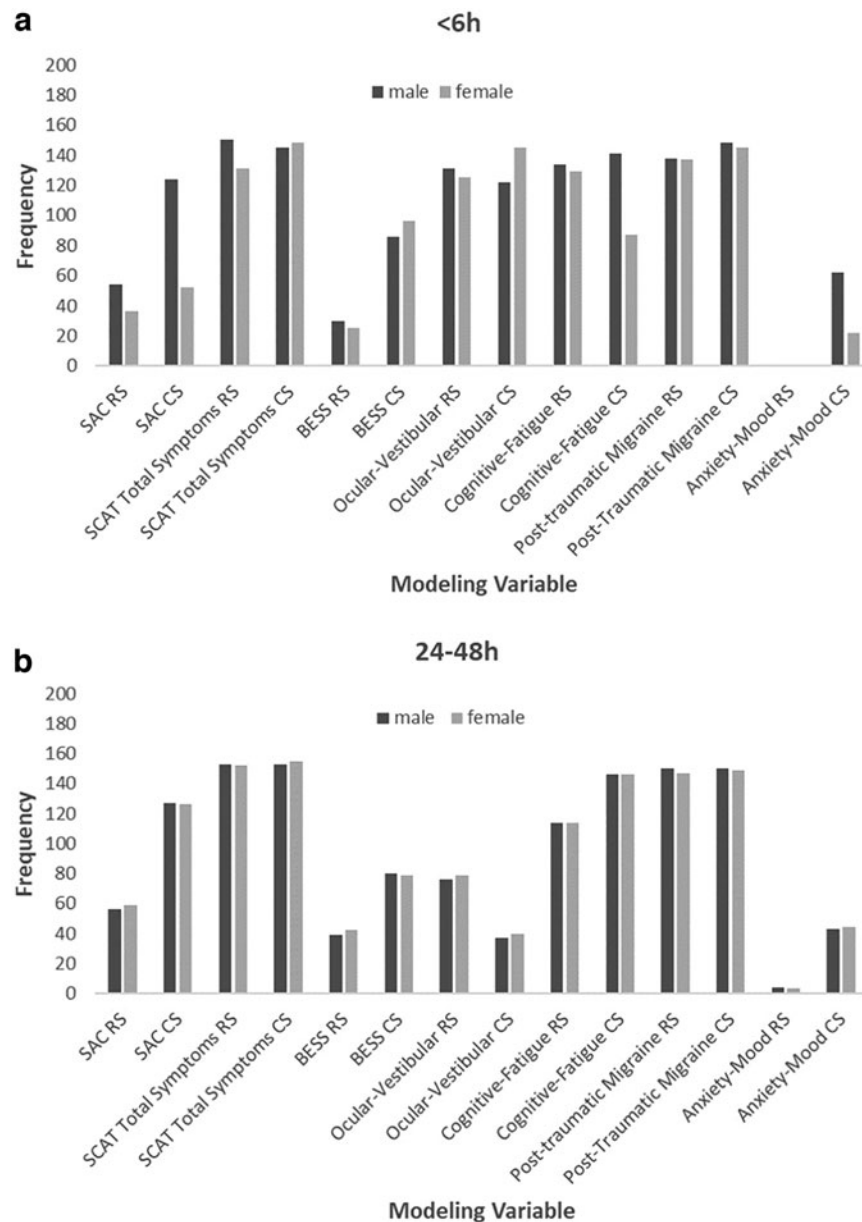 a
<6h
200
180
160
140
120
100
80
60
40
20
0
Frequency
male female
SAC RS
SAC CS
SCAT Total Symptoms RS
SCAT Total Symptoms CS
BESS RS
BESS CS
Ocular-Vestibular RS
Ocular-Vestibular CS
Cognitive-Fatigue RS
Cognitive-Fatigue CS
Post-traumatic Migraine RS
Post-Traumatic Migraine CS
Anxiety-Mood RS
Anxiety-Mood CS
Modeling Variable
b
24-48h
200
180
160
140
120
100
80
60
40
20
0
Frequency
male female
SAC RS
SAC CS
SCAT Total Symptoms RS
SCAT Total Symptoms CS
BESS RS
BESS CS
Ocular-Vestibular RS
Ocular-Vestibular CS
Cognitive-Fatigue RS
Cognitive-Fatigue CS
Post-traumatic Migraine RS
Post-Traumatic Migraine CS
Anxiety-Mood RS
Anxiety-Mood CS
Modeling Variable